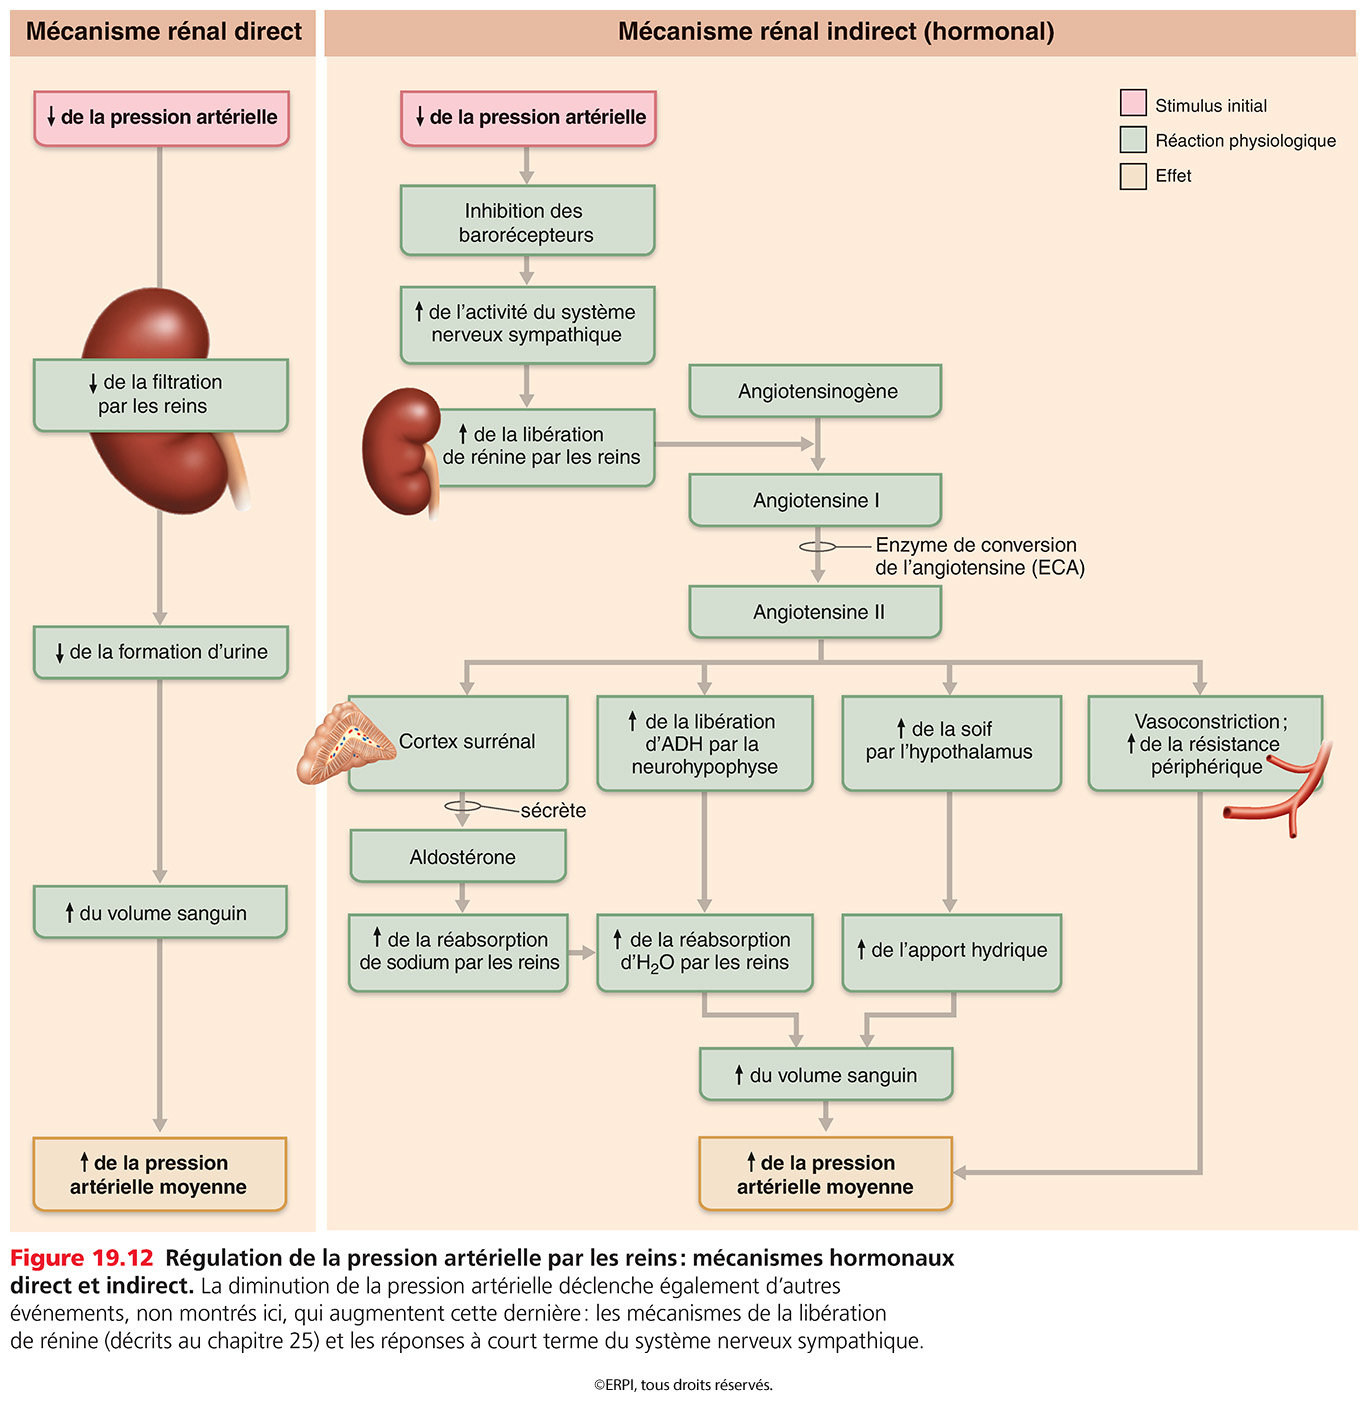 Mécanisme rénal direct
↓ de la pression artérielle
↓ de la filtration
par les reins
↓ de la formation d’urine
↑ du volume sanguin
↑ de la pression
artérielle moyenne
Mécanisme rénal indirect (hormonal)
↓ de la pression artérielle
Stimulus initial
Réaction physiologique
Effet
Inhibition des
barorécepteurs
↑ de l’activité du système
nerveux sympathique
↑ de la libération
de rénine par les reins
Angiotensinogène
Angiotensine I
Enzyme de conversion
de l’angiotensine (ECA)
Angiotensine II
Cortex surrénal
sécrète
Aldostérone
↑ de la réabsorption
de sodium par les reins
↑ de la libération
d’ADH par la
neurohypophyse
↑ de la réabsorption
d’H₂O par les reins
↑ de la soif
par l’hypothalamus
↑ de l’apport hydrique
Vasoconstriction ;
↑ de la résistance
périphérique
↑ du volume sanguin
↑ de la pression
artérielle moyenne
Figure 19.12 Régulation de la pression artérielle par les reins : mécanismes hormonaux
direct et indirect. La diminution de la pression artérielle déclenche également d’autres
événements, non montrés ici, qui augmentent cette dernière : les mécanismes de la libération
de rénine (décrits au chapitre 25) et les réponses à court terme du système nerveux sympathique.
©ERPI, tous droits réservés.